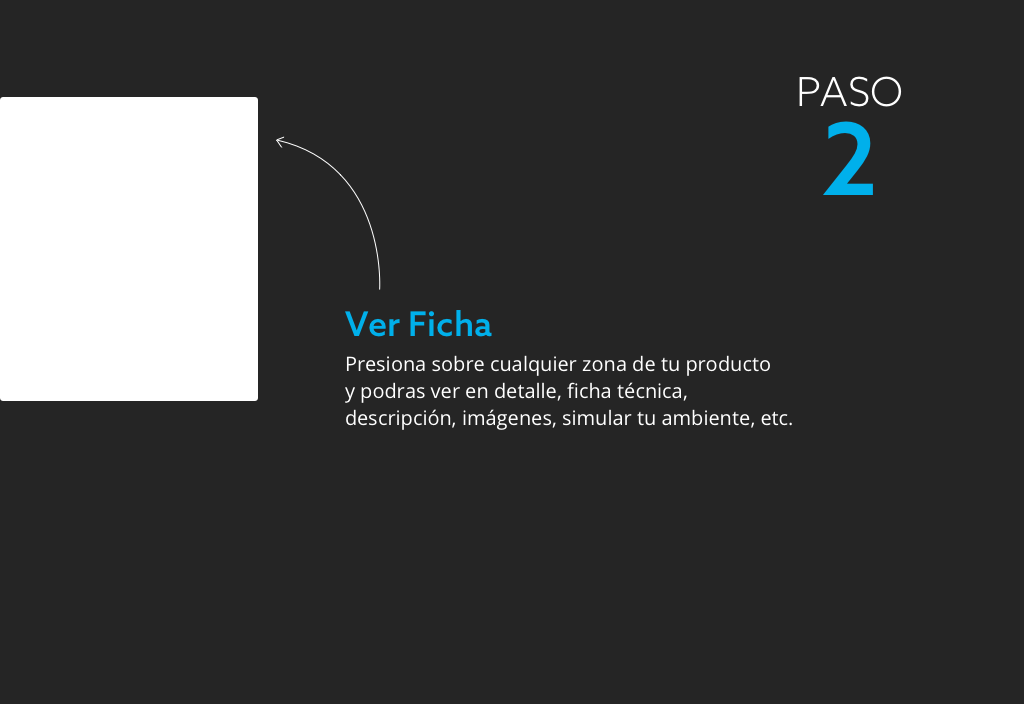 PASO
2
Ver Ficha
Presiona sobre cualquier zona de tu producto
y podras ver en detalle, ficha técnica,
descripción, imágenes, simular tu ambiente, etc.